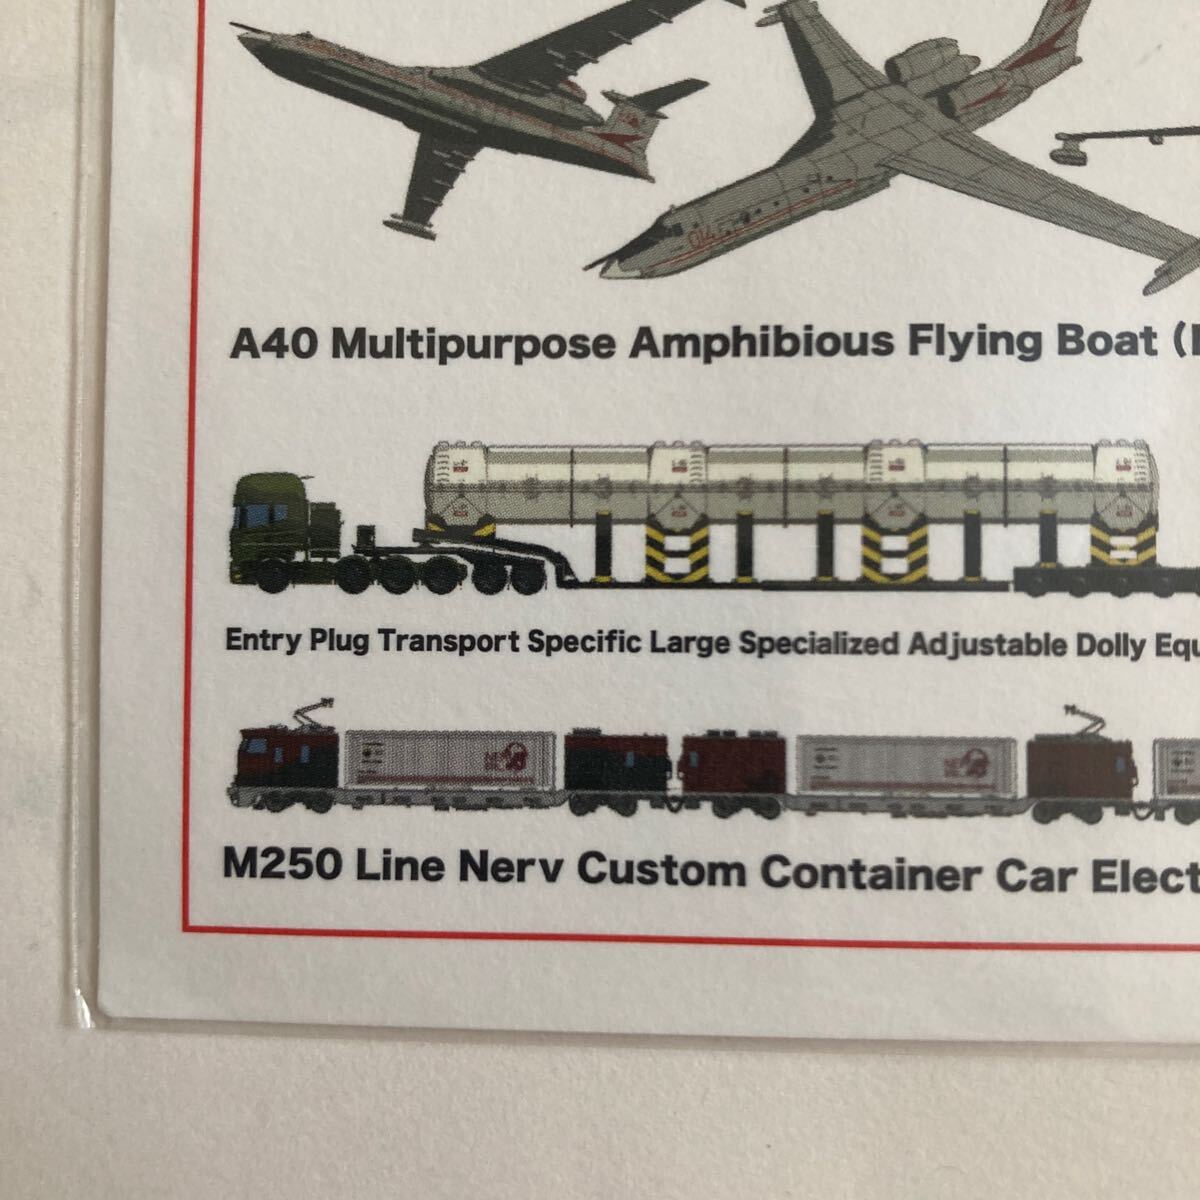 014
A40 Multipurpose Amphibious Flying Boat (
Entry Plug Transport Specific Large Specialized Adjustable Dolly Equ
M250 Line Nerv Custom Container Car Elect